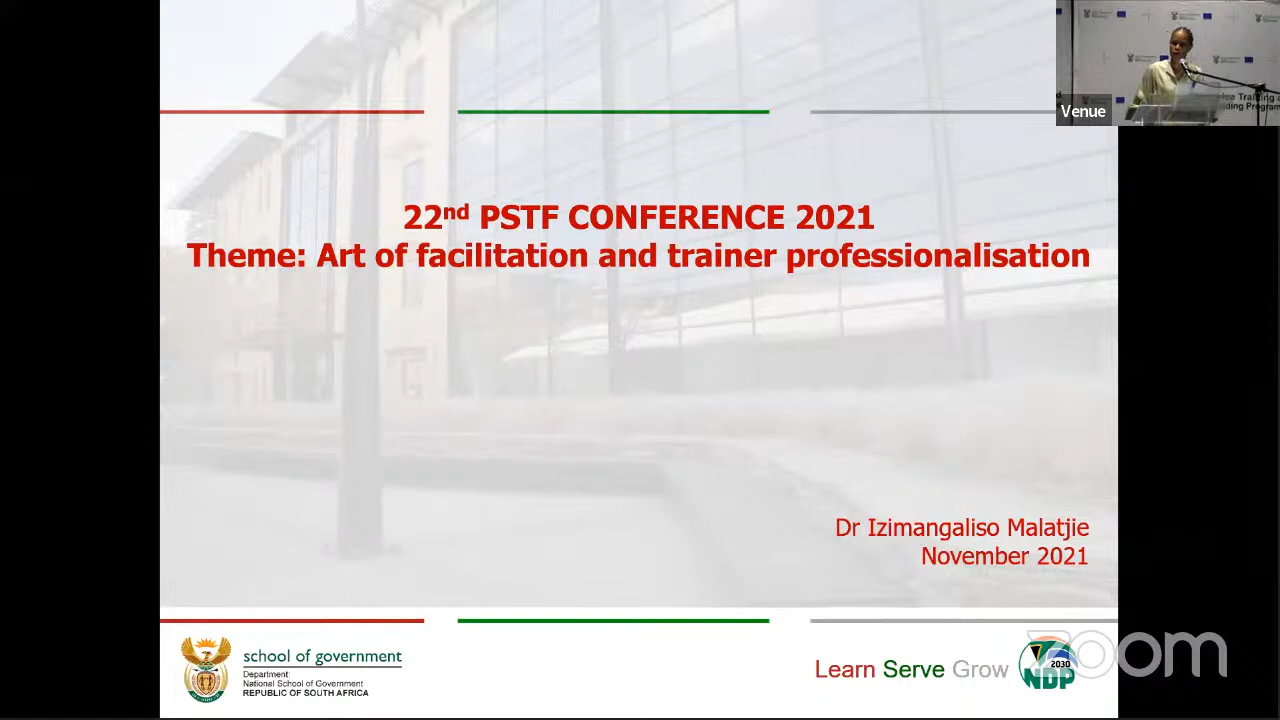 22nd PSTF CONFERENCE 2021
Theme: Art of facilitation and trainer professionalisation
Venue
Dr Izimangaliso Malatjie
November 2021
school of government
Department:
National School of Government
REPUBLIC OF SOUTH AFRICA
Learn Serve Grow
2030
NDP
zoom